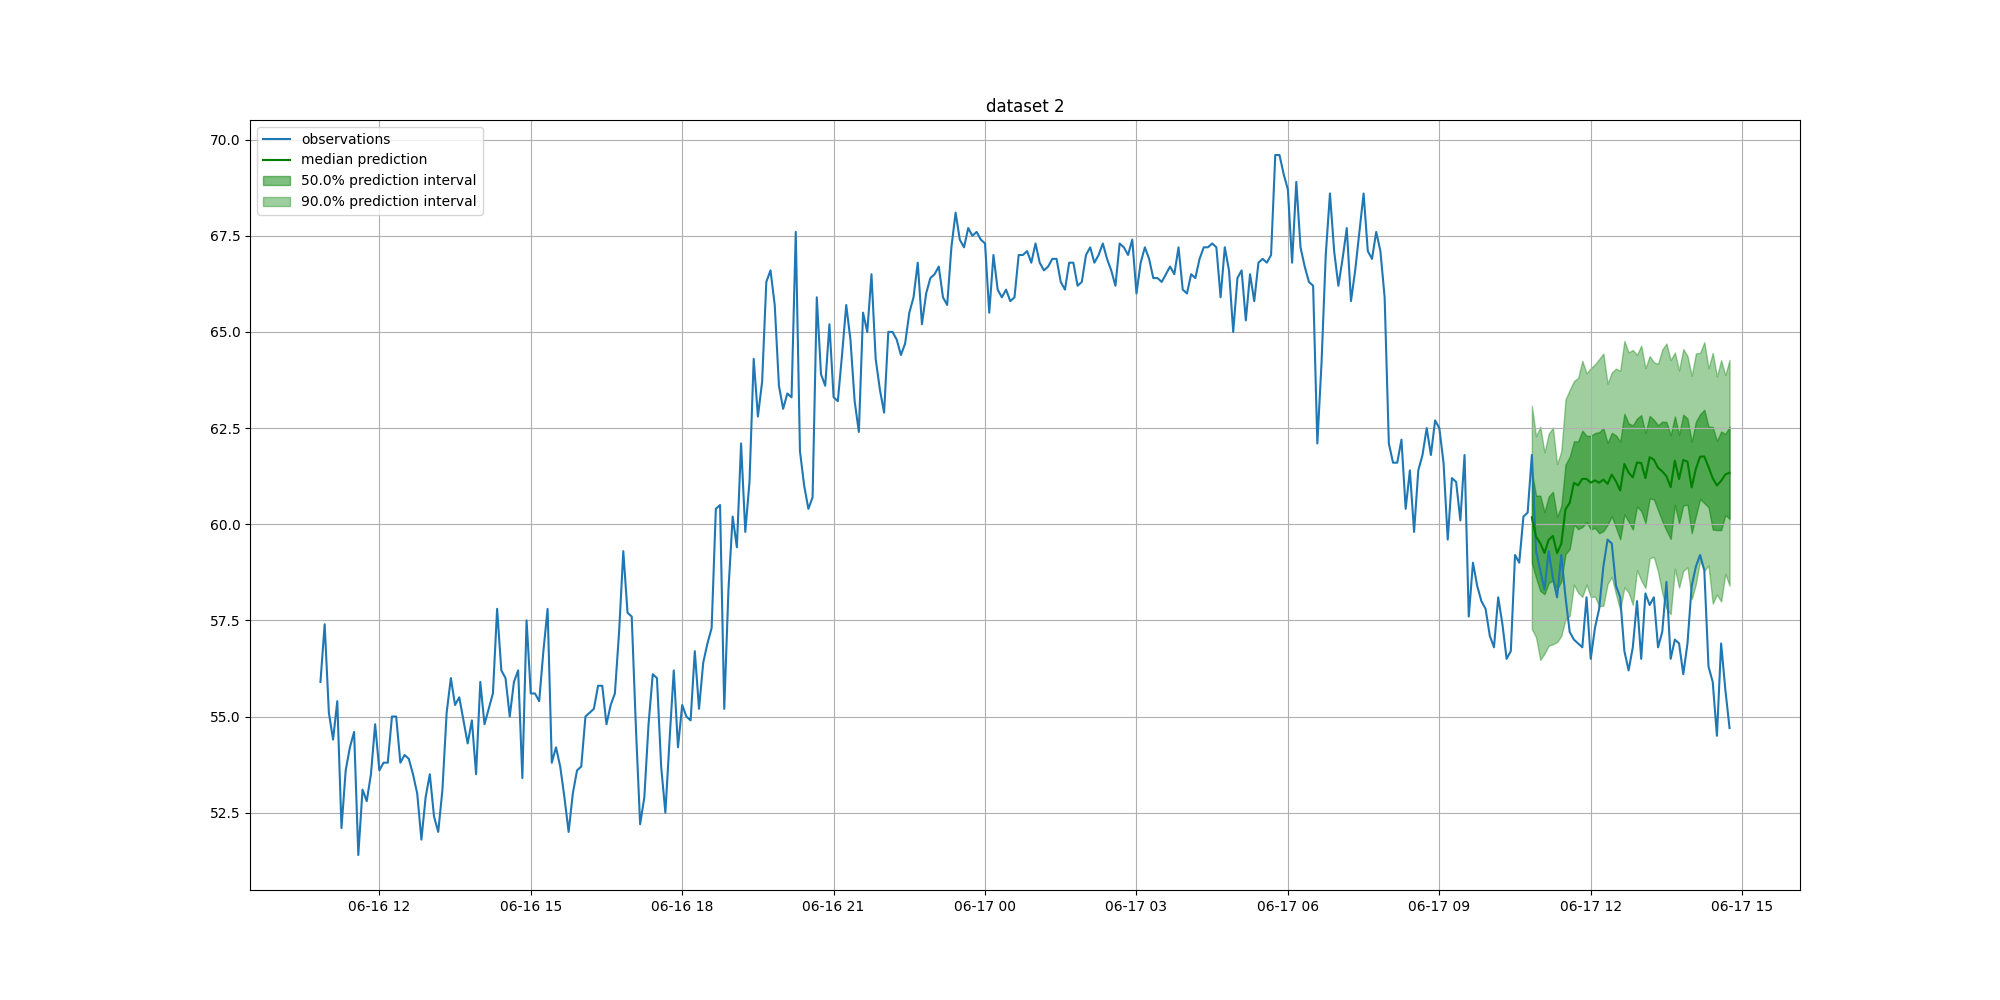 dataset 2
70.0
67.5
65.0
62.5
60.0
57.5
55.0
52.5
observations
median prediction
50.0% prediction interval
90.0% prediction interval
06-16 12 06-16 15 06-16 18 06-16 21 06-17 00 06-17 03 06-17 06 06-17 09 06-17 12 06-17 15